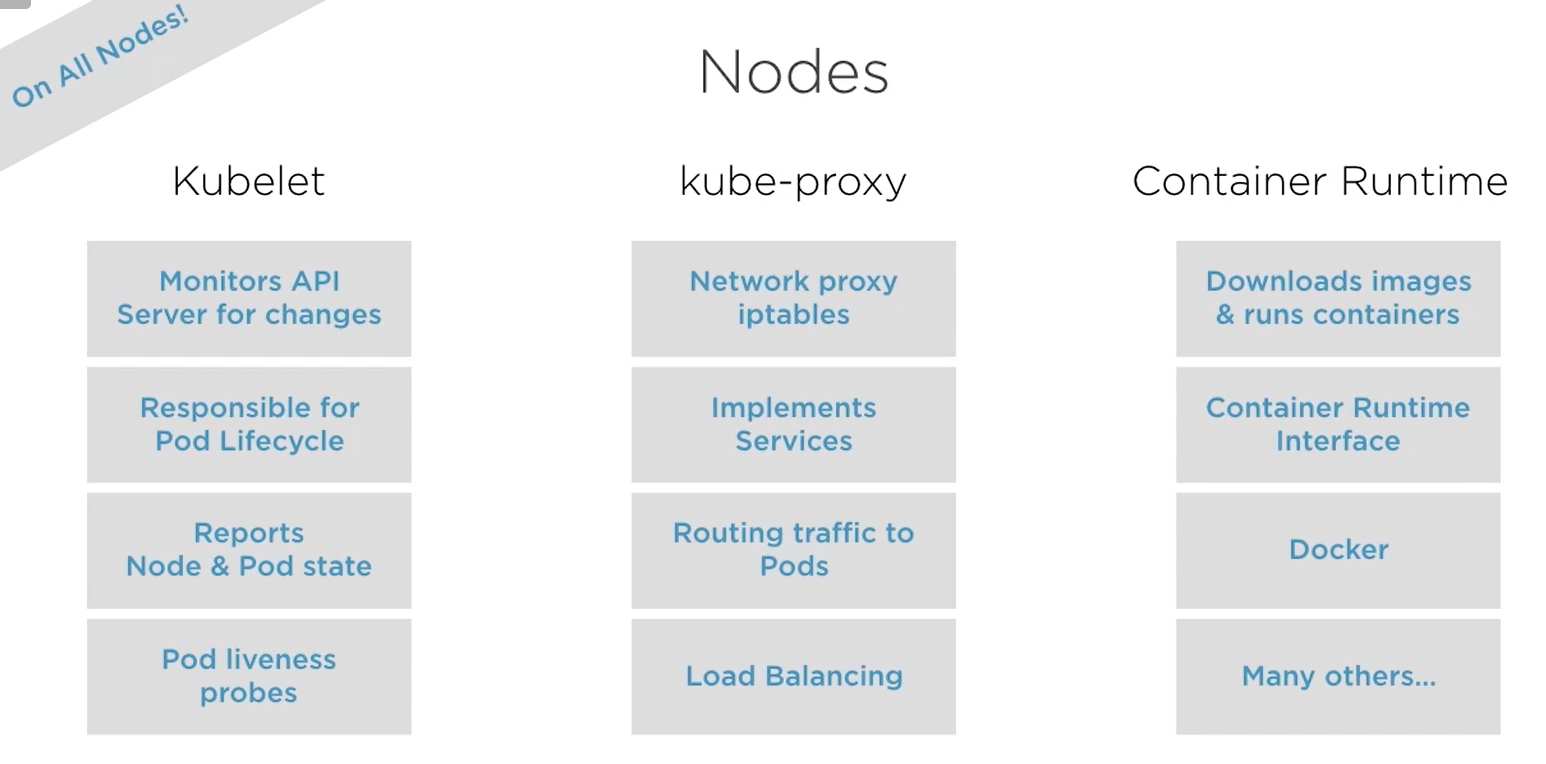 On All Nodes!
Nodes
Kubelet
Monitors API
Server for changes
Responsible for
Pod Lifecycle
Reports
Node & Pod state
Pod liveness
probes
kube-proxy
Network proxy
iptables
Implements
Services
Routing traffic to
Pods
Load Balancing
Container Runtime
Downloads images
& runs containers
Container Runtime
Interface
Docker
Many others...